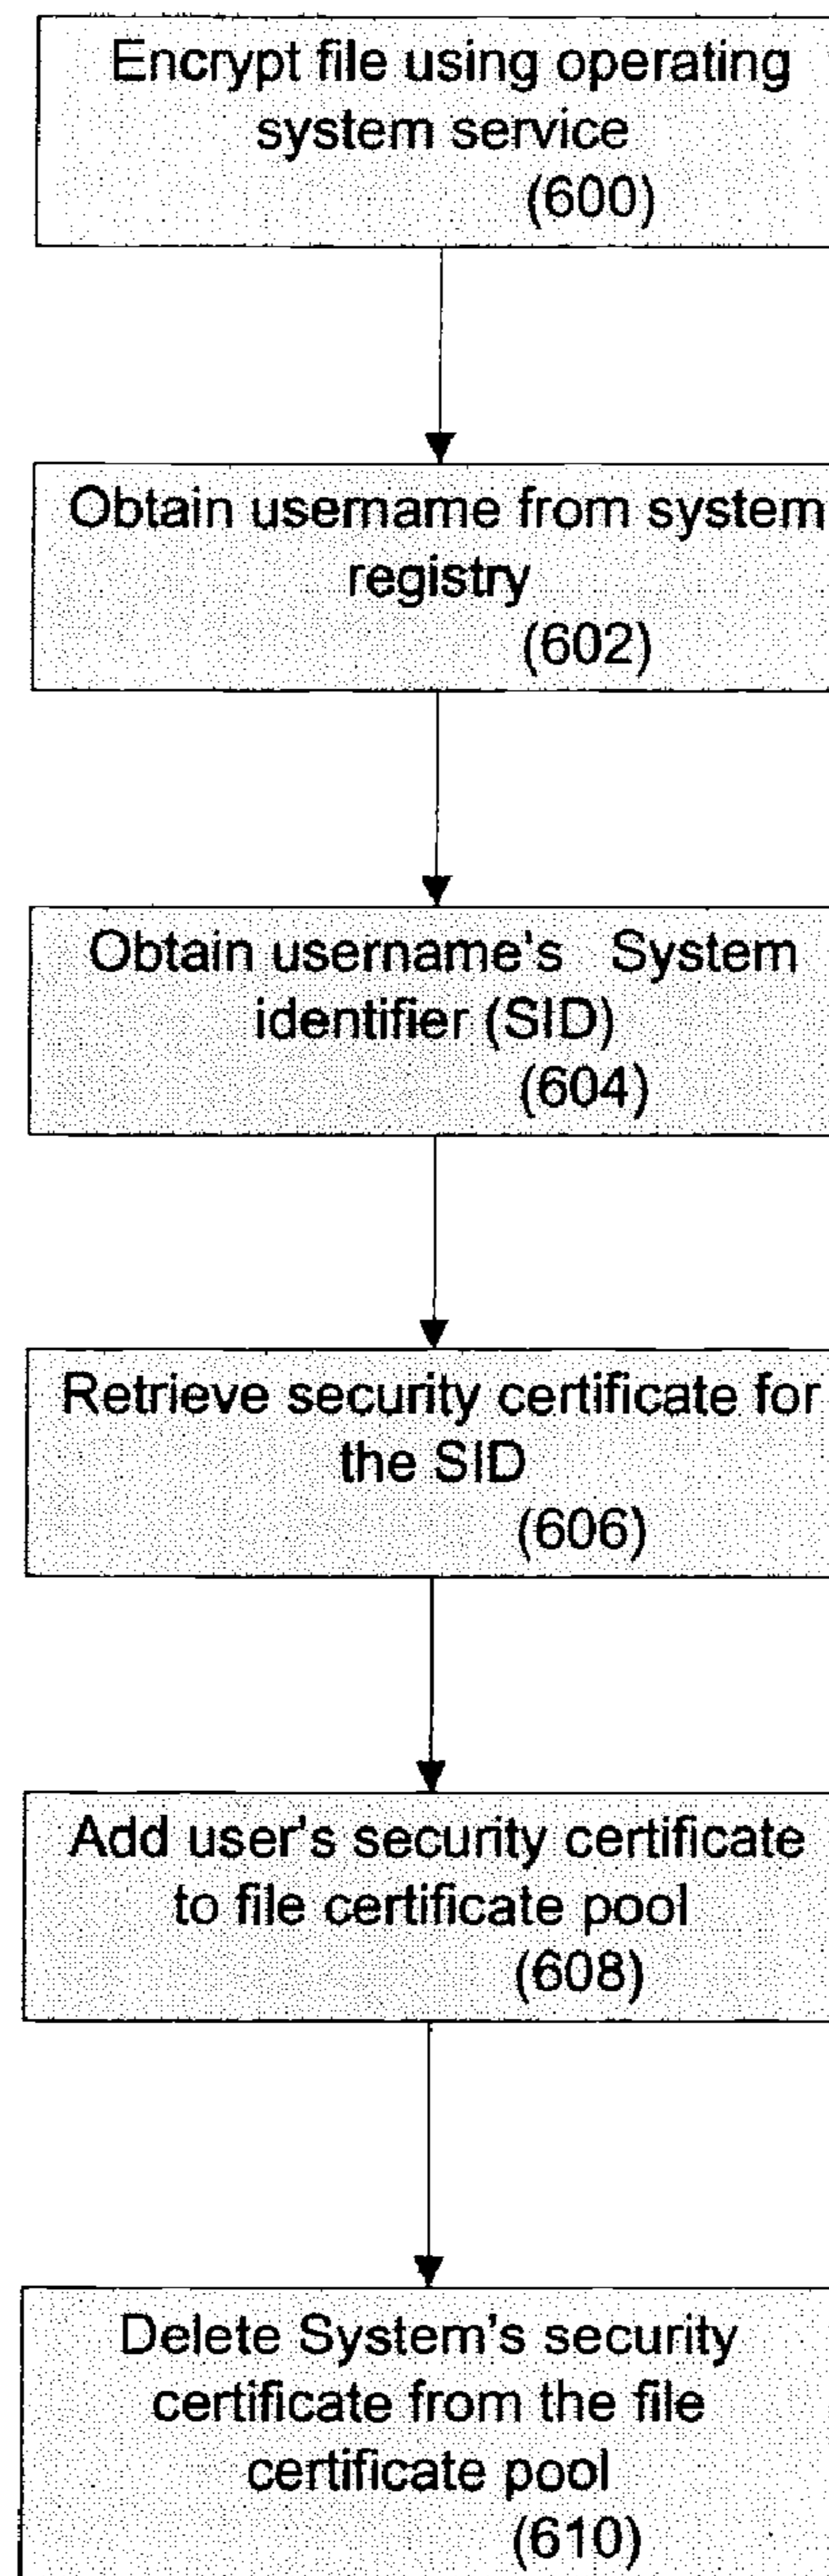 Encrypt file using operating
system service
(600)
Obtain username from system
registry
(602)
Obtain username's System
identifier (SID)
(604)
Retrieve security certificate for
the SID
(606)
Add user's security certificate
to file certificate pool
(608)
Delete System's security
certificate from the file
certificate pool
(610)